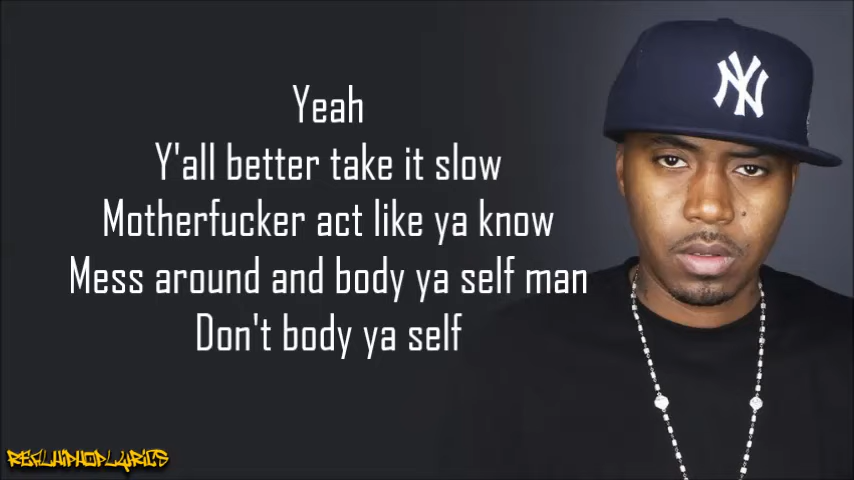 Yeah
Y'all better take it slow
Motherfucker act like ya know
Mess around and body ya self man
Don't body ya self
REALHIPHOPLYRICS
NY